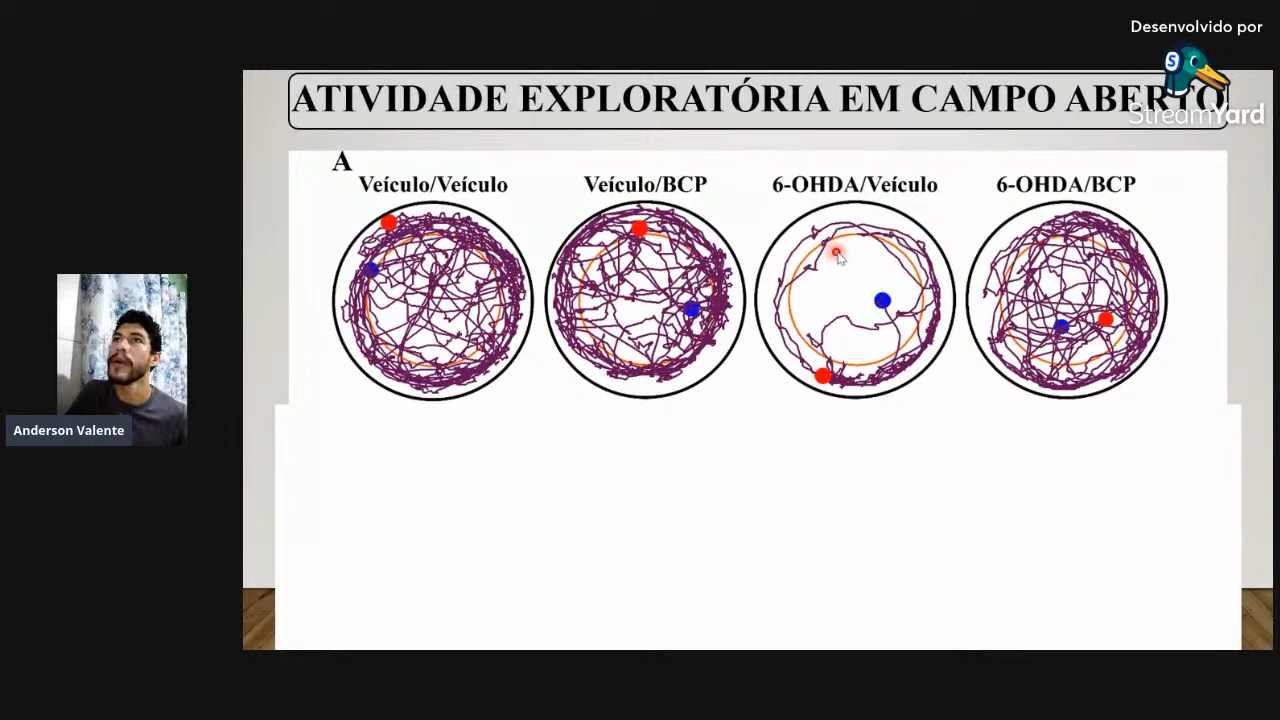 Desenvolvido por
StreamYard
ATIVIDADE EXPLORATÓRIA EM CAMPO ABERTO
A
Veículo/Veículo
Veículo/BCP
6-OHDA/Veículo
6-OHDA/BCP
Anderson Valente